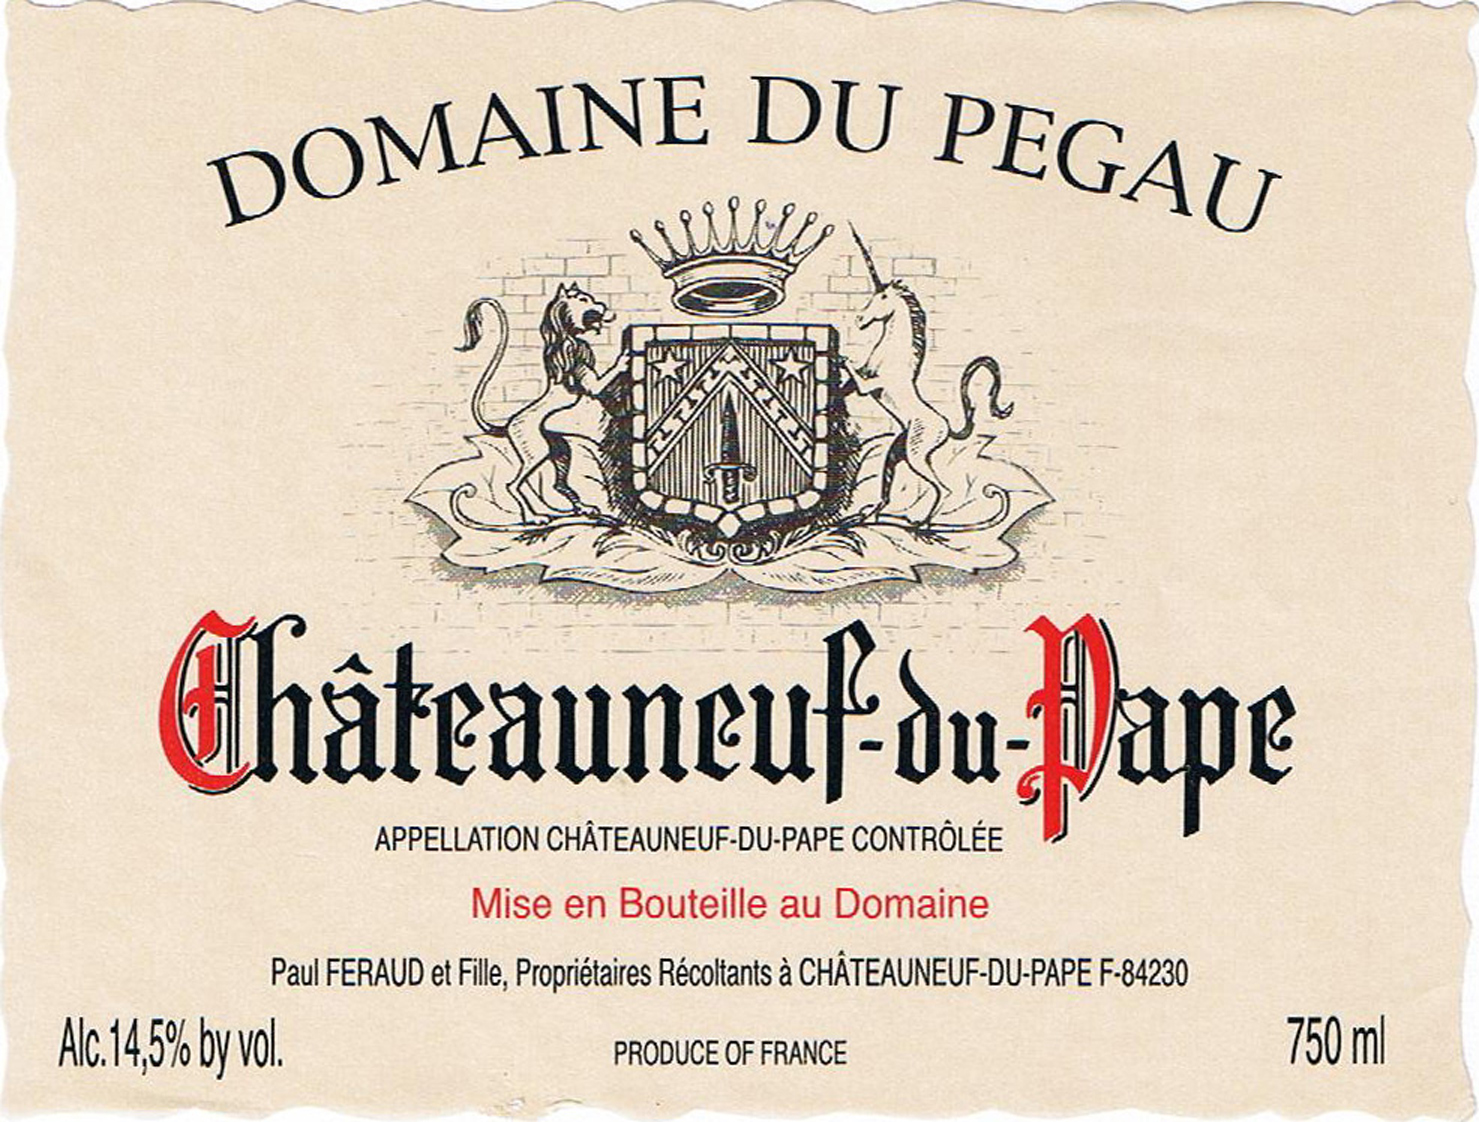 DOMAINE DU PEGAU
Châteauneuf-du-Pape
APPELLATION CHÂTEAUNEUF-DU-PAPE CONTRÔLÉE
Mise en Bouteille au Domaine
Paul FERAUD et Fille, Propriétaires Récoltants à CHÂTEAUNEUF-DU-PAPE F-84230
Alc.14,5% by vol.
PRODUCE OF FRANCE
750 ml